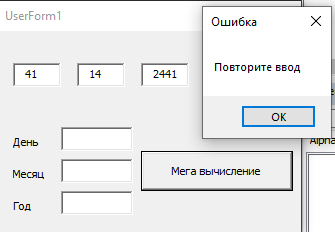 UserForm1
Ошибка
Повторите ввод
OK
41 14 2441
День
Месяц
Год
Мега вычисление
Alpha